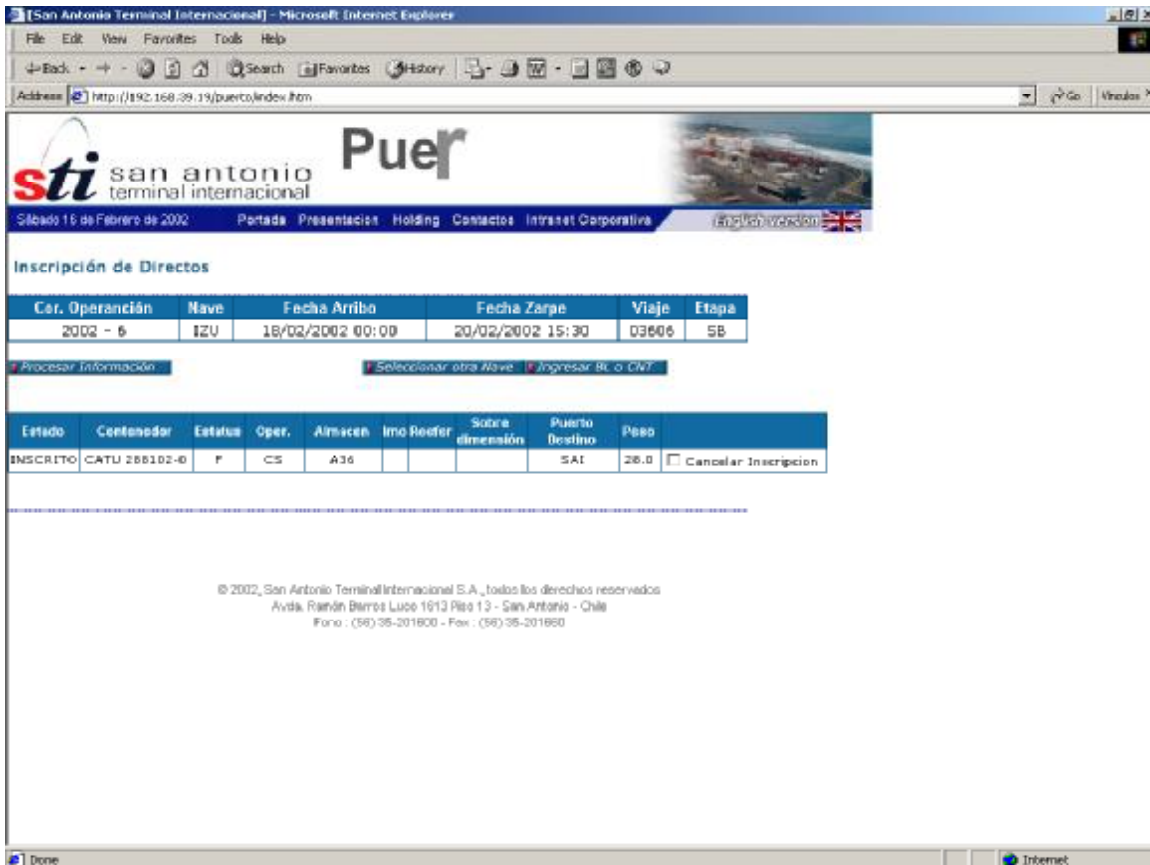 [San Antonio Terminal Internacional] - Microsoft Internet Explorer
File Edit View Favorites Tools Help
Back Search Favorites History
Address http://192.168.39.19/puerto/index.htm Go Vinculos
sti san antonio
terminal internacional
Puer
Sábado 16 de Febrero de 2002 Portada Presentacion Holding Contactos Intranet Corporativa English version
Inscripción de Directos
Cor. Operanción Nave Fecha Arribo Fecha Zarpe Viaje Etapa
2002 - 6 IZU 18/02/2002 00:00 20/02/2002 15:30 03606 SB
Procesar Información Seleccionar otra Nave Ingresar BL o CNT
Estado Contenedor Estatus Oper. Almacen Imo Reefer Sobre dimensión Puerto Destino Peso
INSCRITO CATU 288102-0 F CS A36 SAI 28.0 Cancelar Inscripcion
© 2002, San Antonio Terminal Internacional S.A., todos los derechos reservados
Avda. Ramón Barros Luco 1613 Piso 13 - San Antonio - Chile
Fono : (56) 35-201600 - Fax : (56) 35-201660
Done Internet